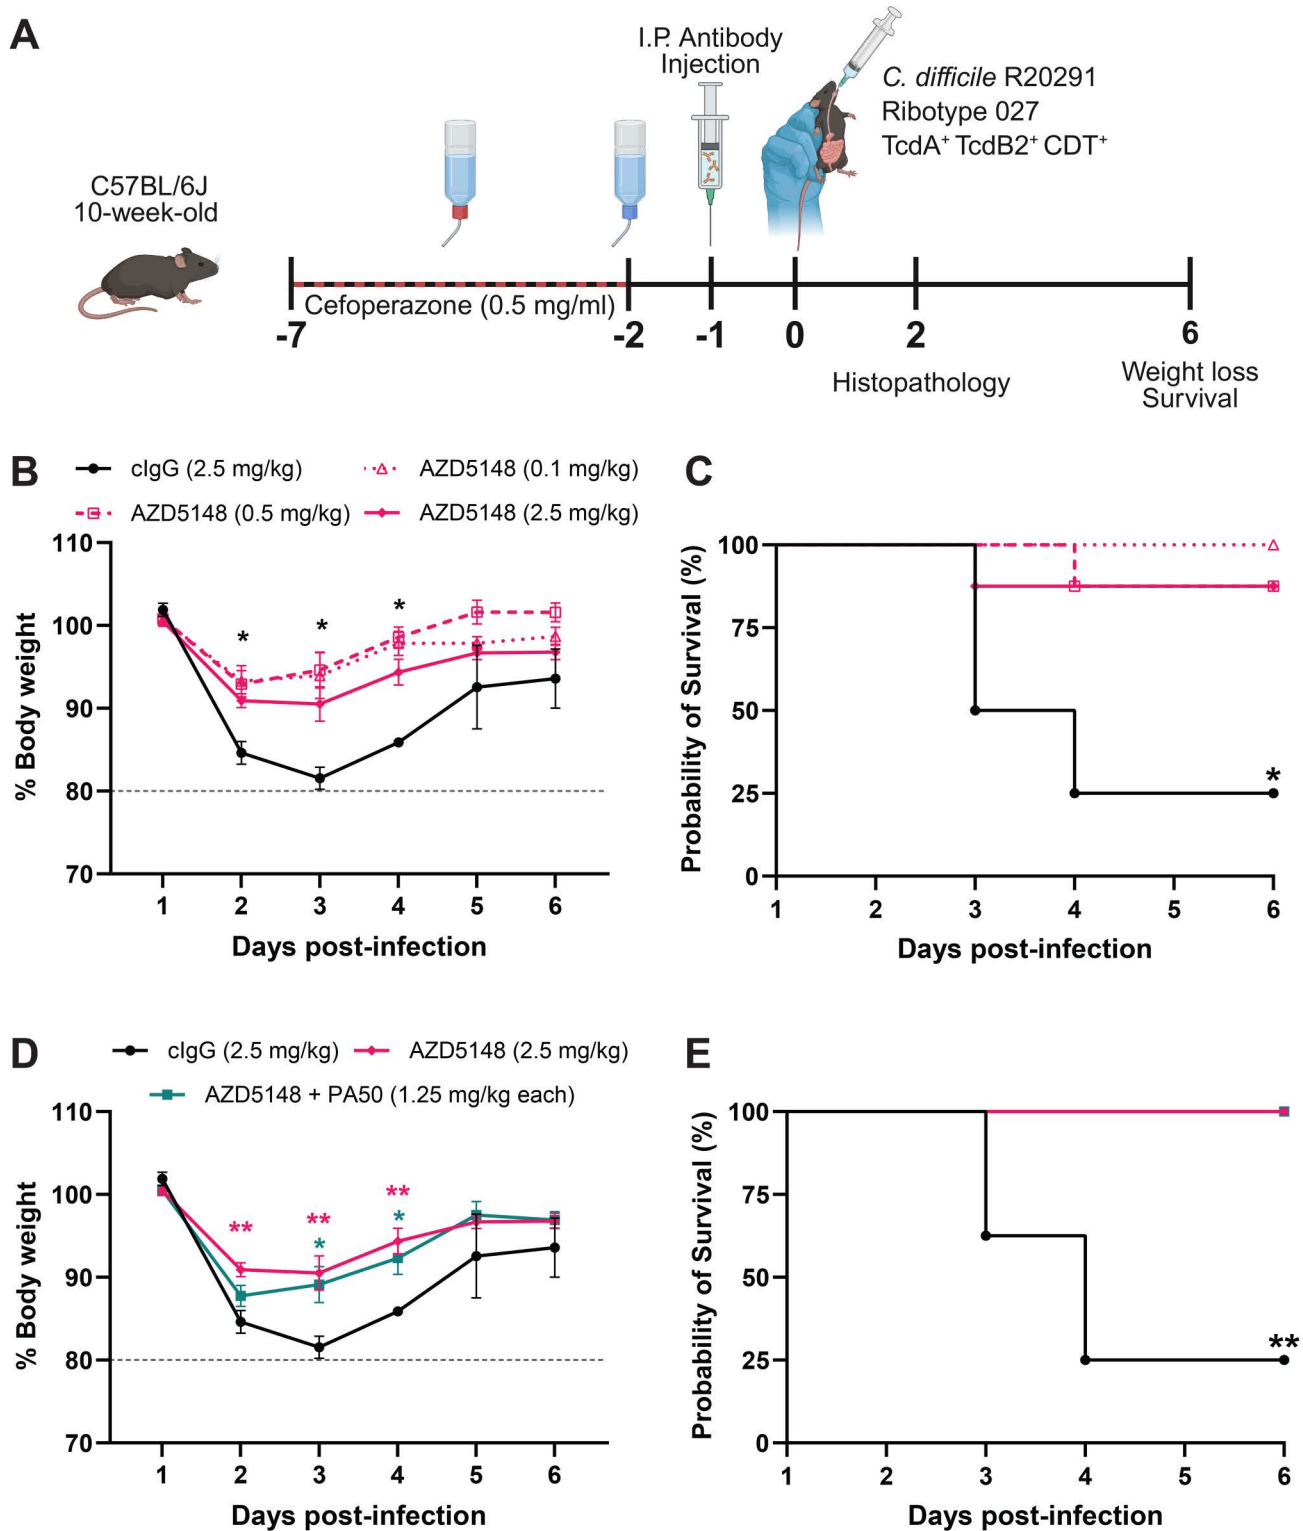 A
C57BL/6J
10-week-old
I.P. Antibody
Injection
C. difficile R20291
Ribotype 027
TcdA⁺ TcdB2⁺ CDT⁺
Cefoperazone (0.5 mg/ml)
-7 -2 -1 0 2 6
Histopathology
Weight loss
Survival
B
cIgG (2.5 mg/kg) AZD5148 (0.1 mg/kg)
AZD5148 (0.5 mg/kg) AZD5148 (2.5 mg/kg)
% Body weight
110
100
90
80
70
* * *
1 2 3 4 5 6
Days post-infection
C
Probability of Survival (%)
100
75
50
25
0
*
1 2 3 4 5 6
Days post-infection
D
cIgG (2.5 mg/kg) AZD5148 (2.5 mg/kg)
AZD5148 + PA50 (1.25 mg/kg each)
% Body weight
110
100
90
80
70
** ** **
* *
1 2 3 4 5 6
Days post-infection
E
Probability of Survival (%)
100
75
50
25
0
**
1 2 3 4 5 6
Days post-infection